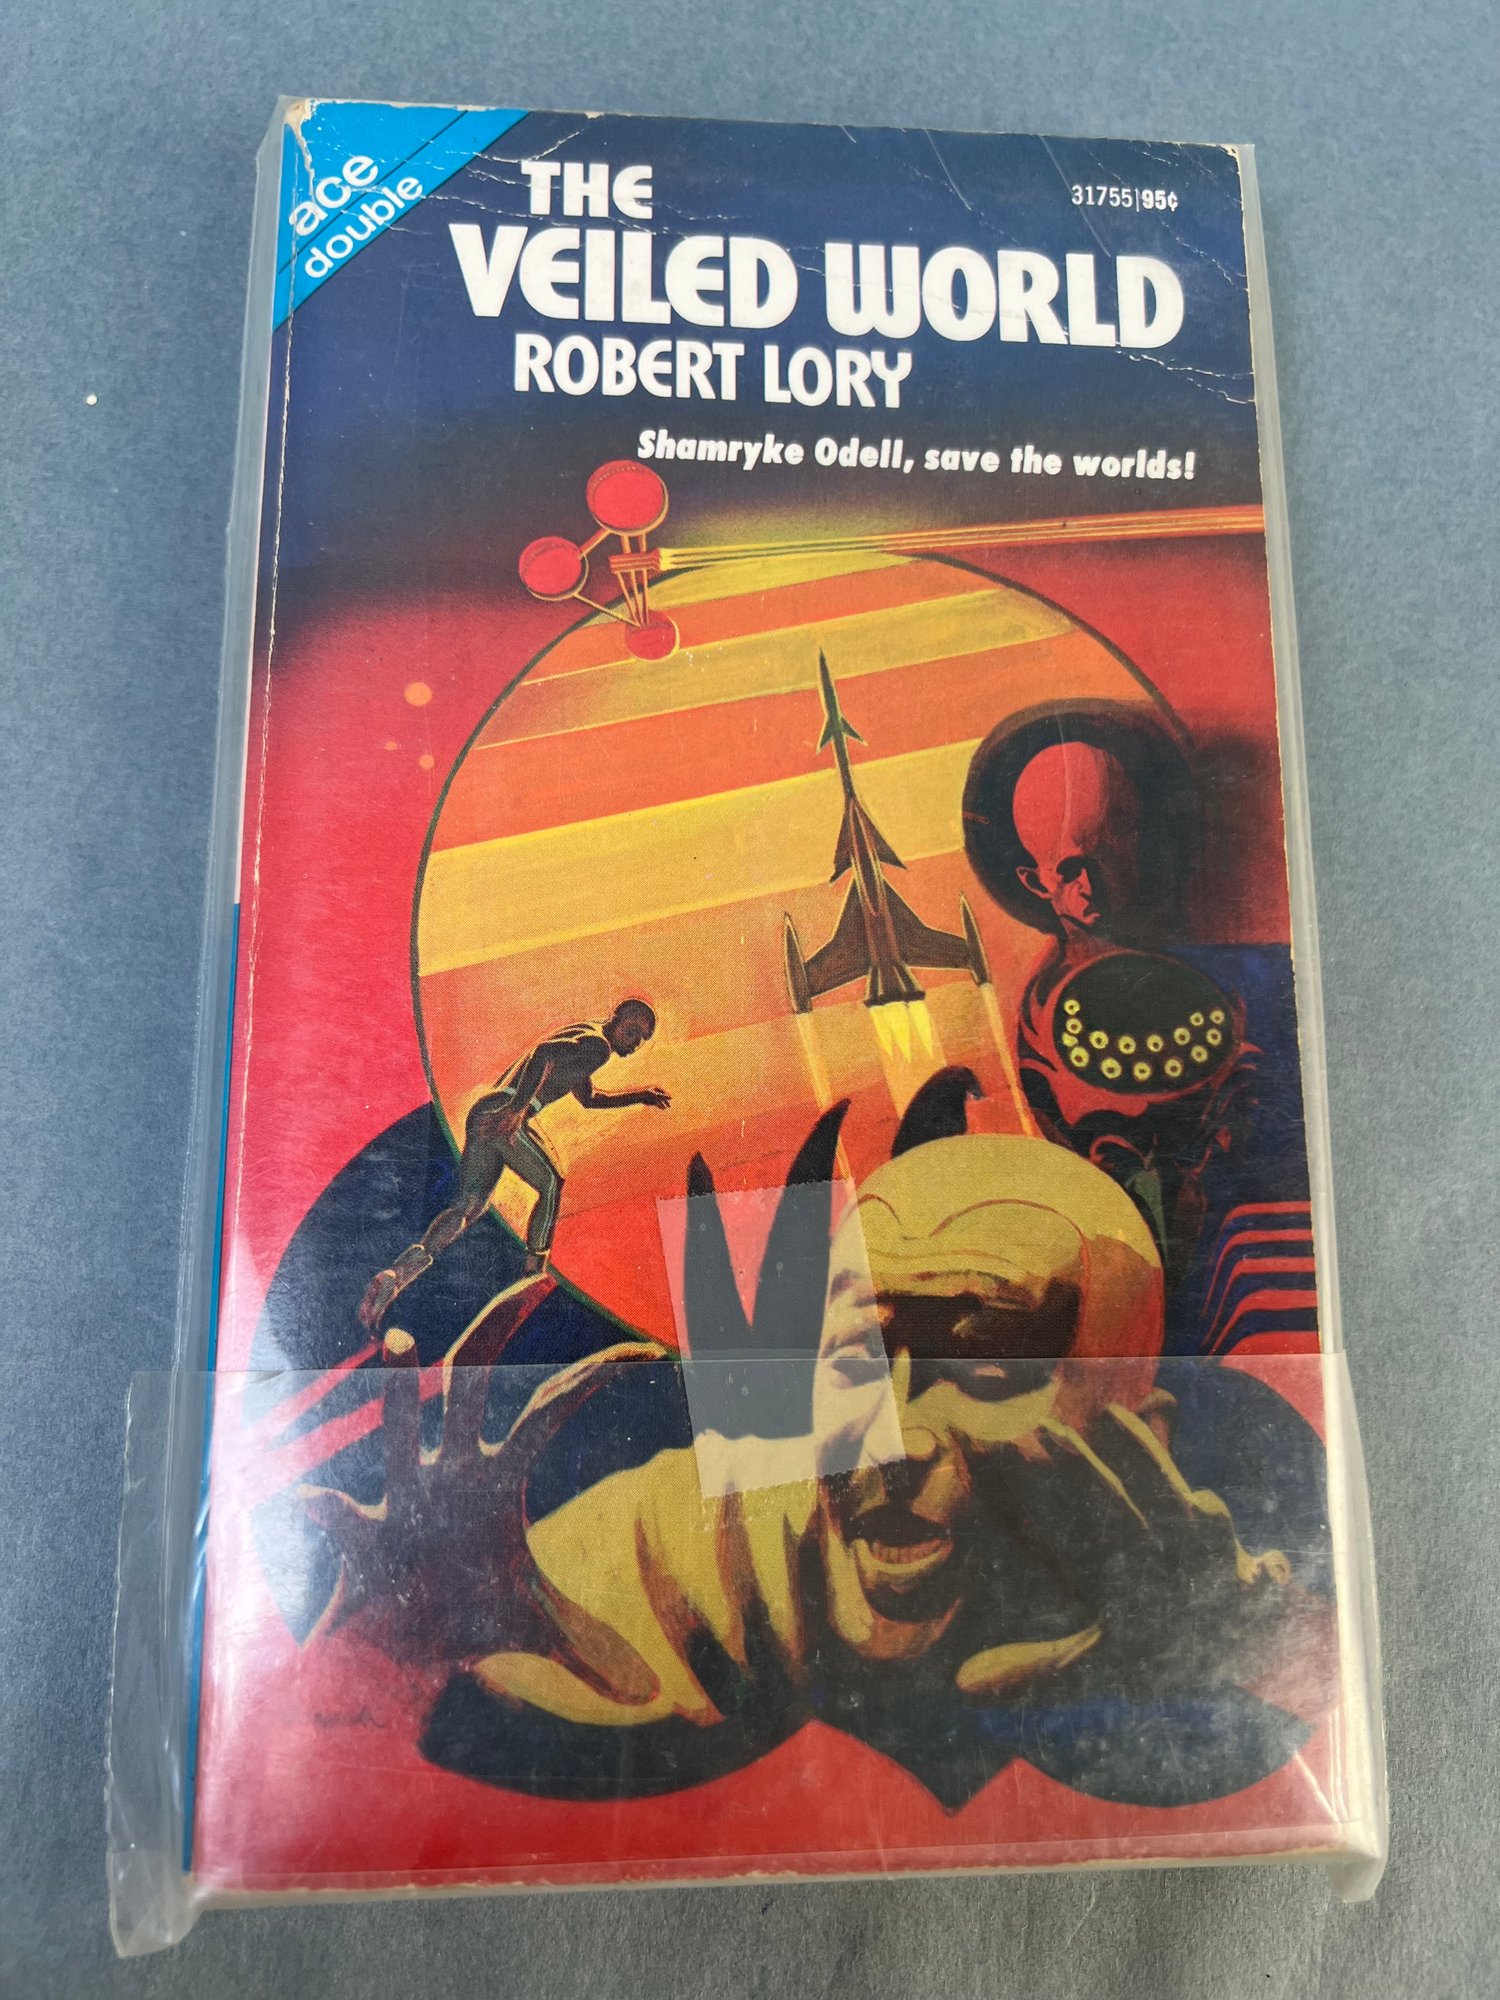 ace
double
THE
VEILED WORLD
ROBERT LORY
31755|95¢
Shamryke Odell, save the worlds!